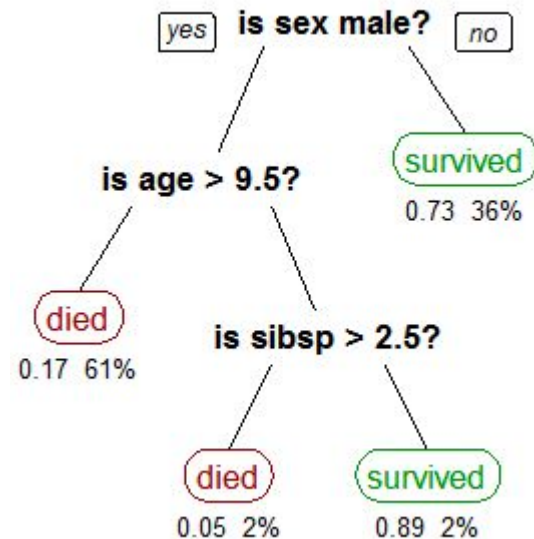 yes is sex male? no
survived
0.73 36%
is age > 9.5?
died
0.17 61%
is sibsp > 2.5?
died survived
0.05 2% 0.89 2%